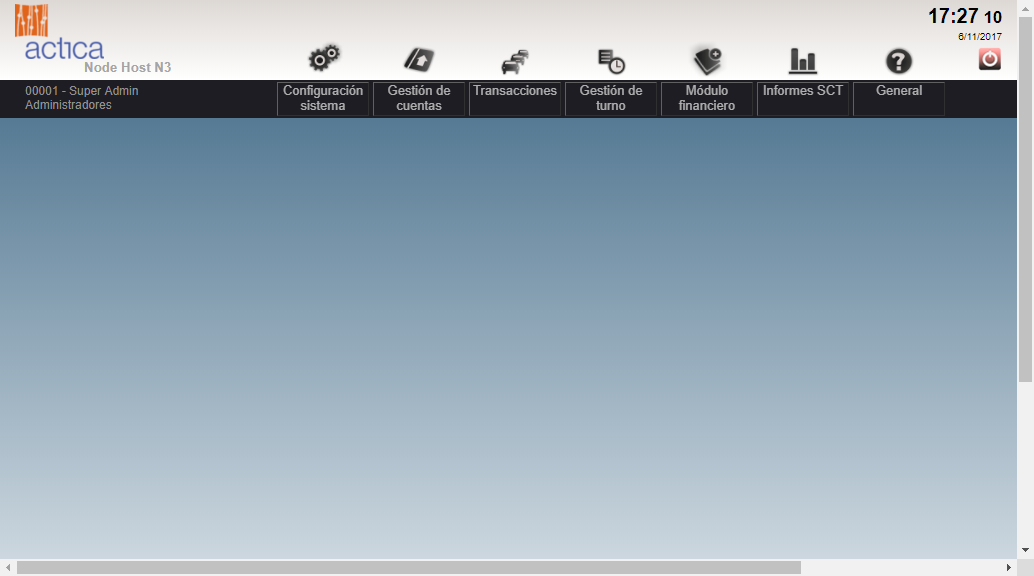 17:27 10
6/11/2017
actica
Node Host N3
00001 - Super Admin
Administradores
Configuración
sistema
Gestión de
cuentas
Transacciones
Gestión de
turno
Módulo
financiero
Informes SCT
General